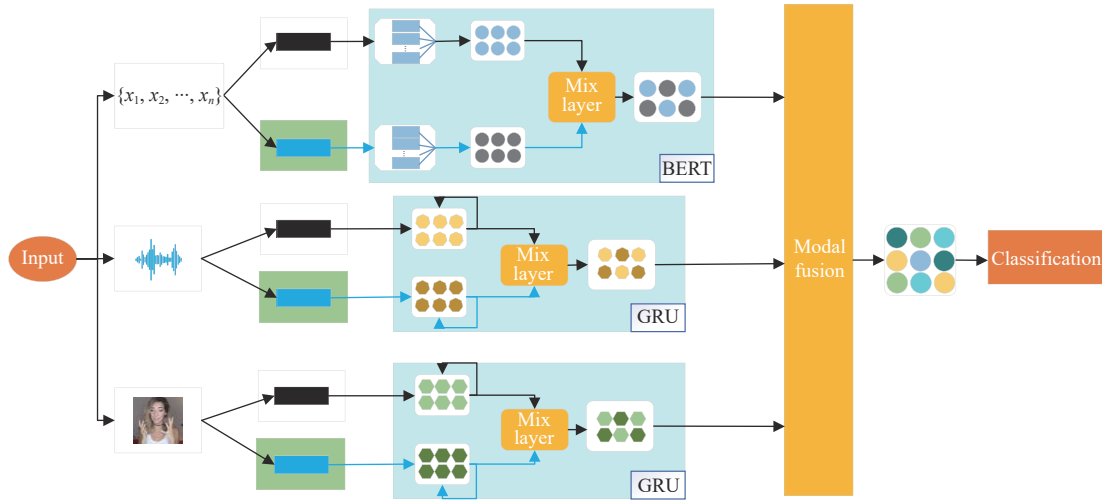 {x₁, x₂, ···, xₙ}
Mix
layer
BERT
Input
Mix
layer
GRU
Modal
fusion
Classification
Mix
layer
GRU